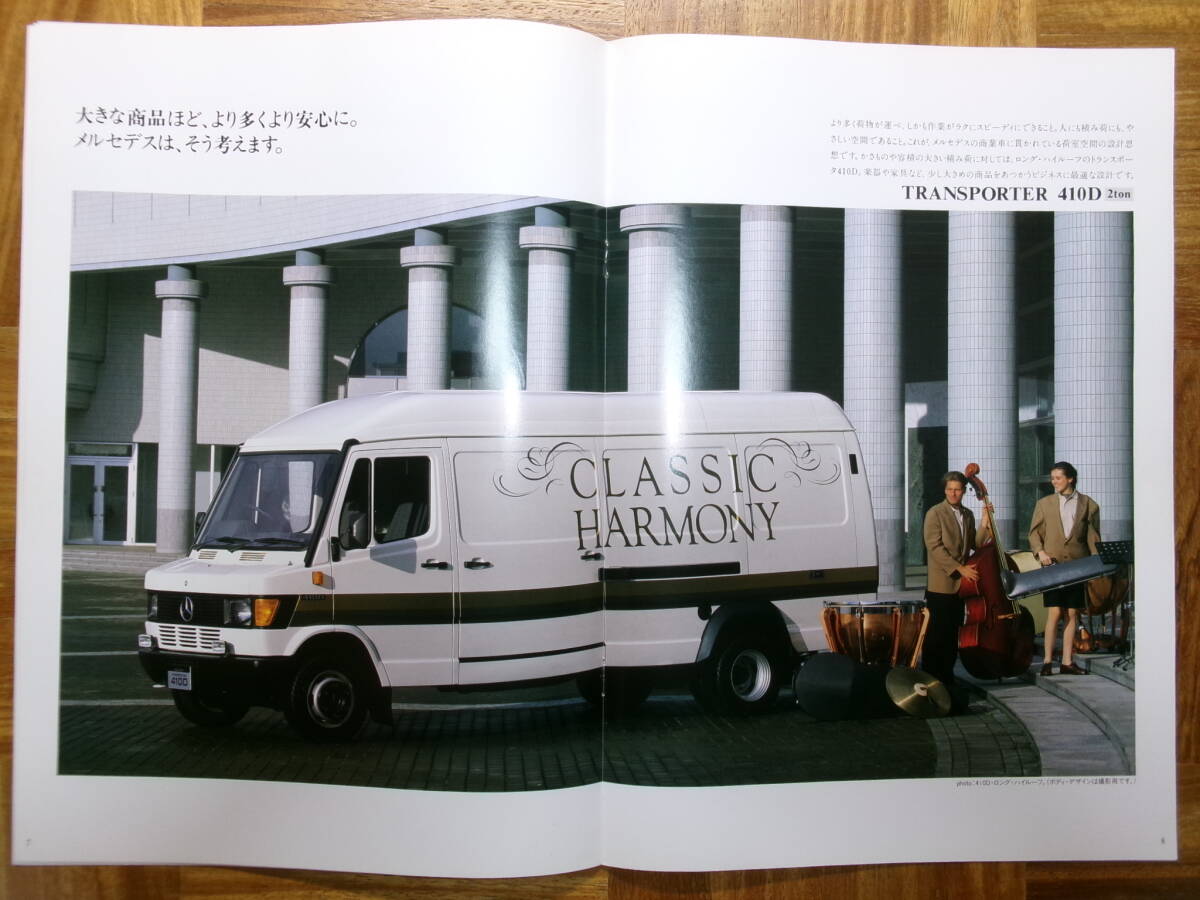 大きな商品ほど、より多くより安心に。
メルセデスは、そう考えます。
より多く荷物が運べ、しかも作業がラクにスピーディにできること。人にも積み荷にも、や
さしい空間であること。これが、メルセデスの商業車に貫かれている荷室空間の設計思
想です。かさものや容積の大きい積み荷に対しては、ロング・ハイルーフのトランスポー
タ410D。楽器や家具など、少し大きめの商品をあつかうビジネスに最適な設計です。
TRANSPORTER 410D 2ton
CLASSIC
HARMONY
410D
410D
photo：410D・ロング・ハイルーフ。（ボディ・デザインは撮影用です。）
7
8